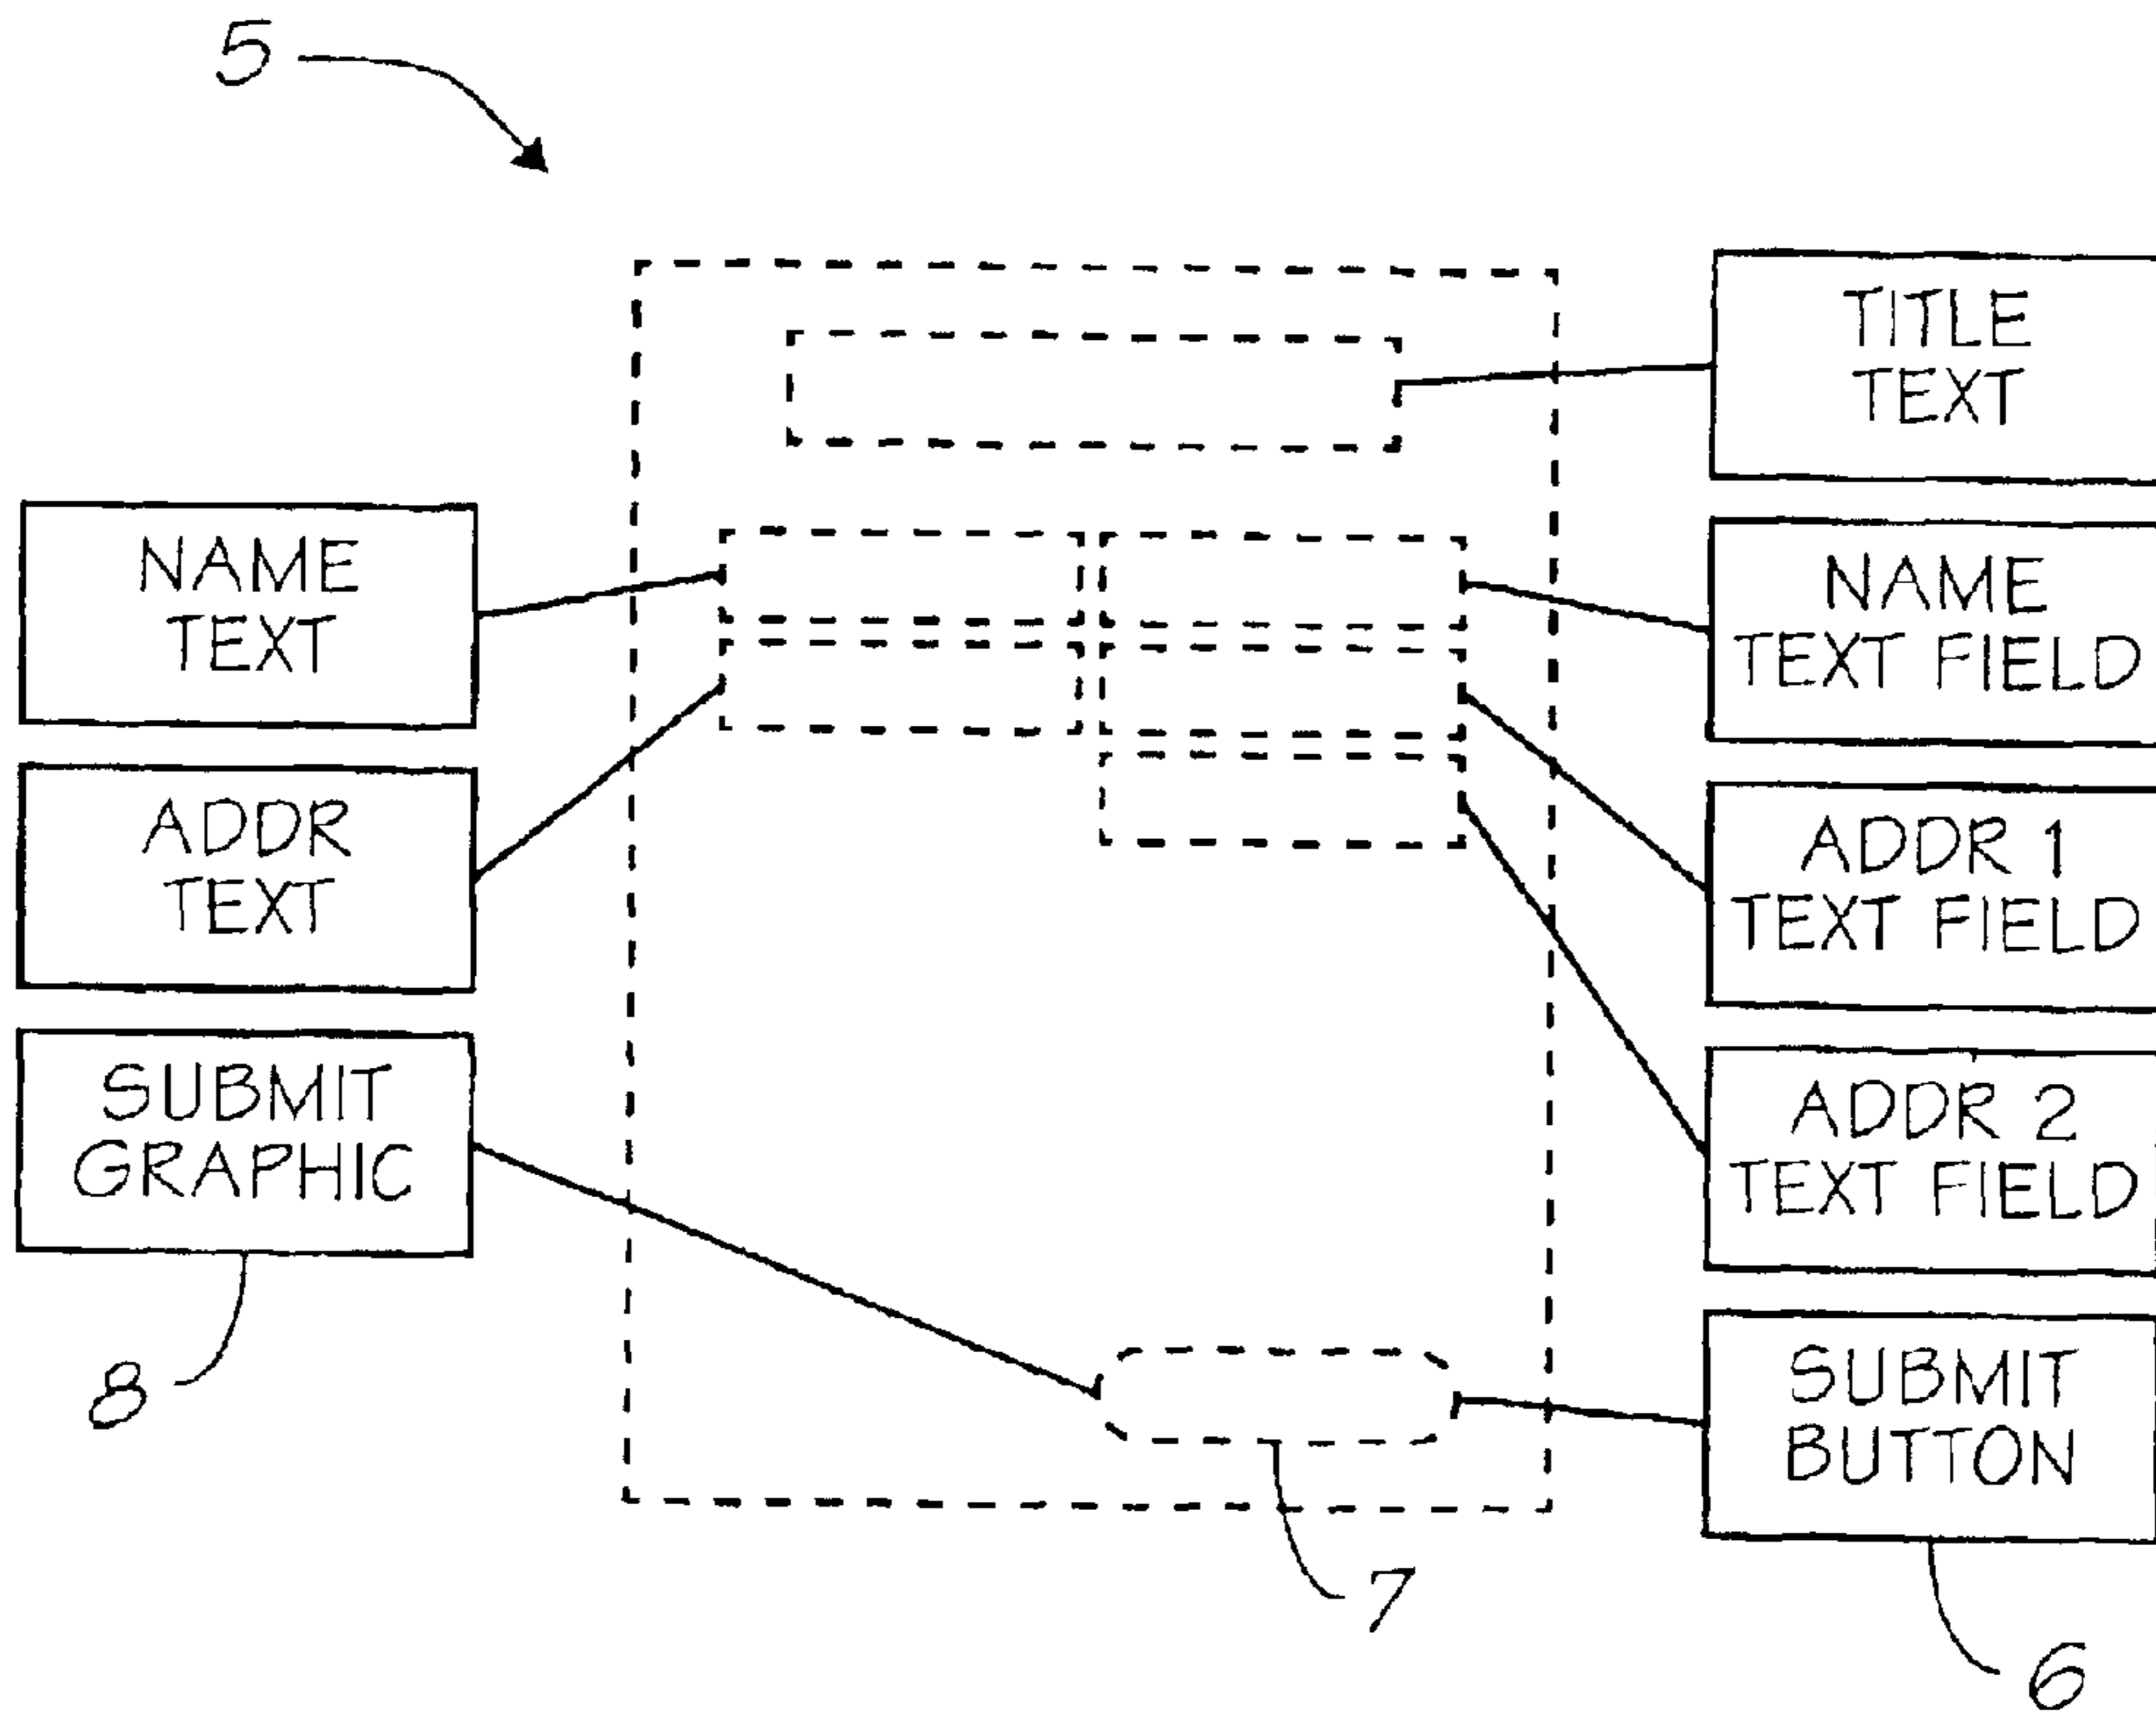 5
TITLE
TEXT
NAME
TEXT
NAME
TEXT FIELD
ADDR
TEXT
ADDR 1
TEXT FIELD
SUBMIT
GRAPHIC
ADDR 2
TEXT FIELD
8
SUBMIT
BUTTON
7
6